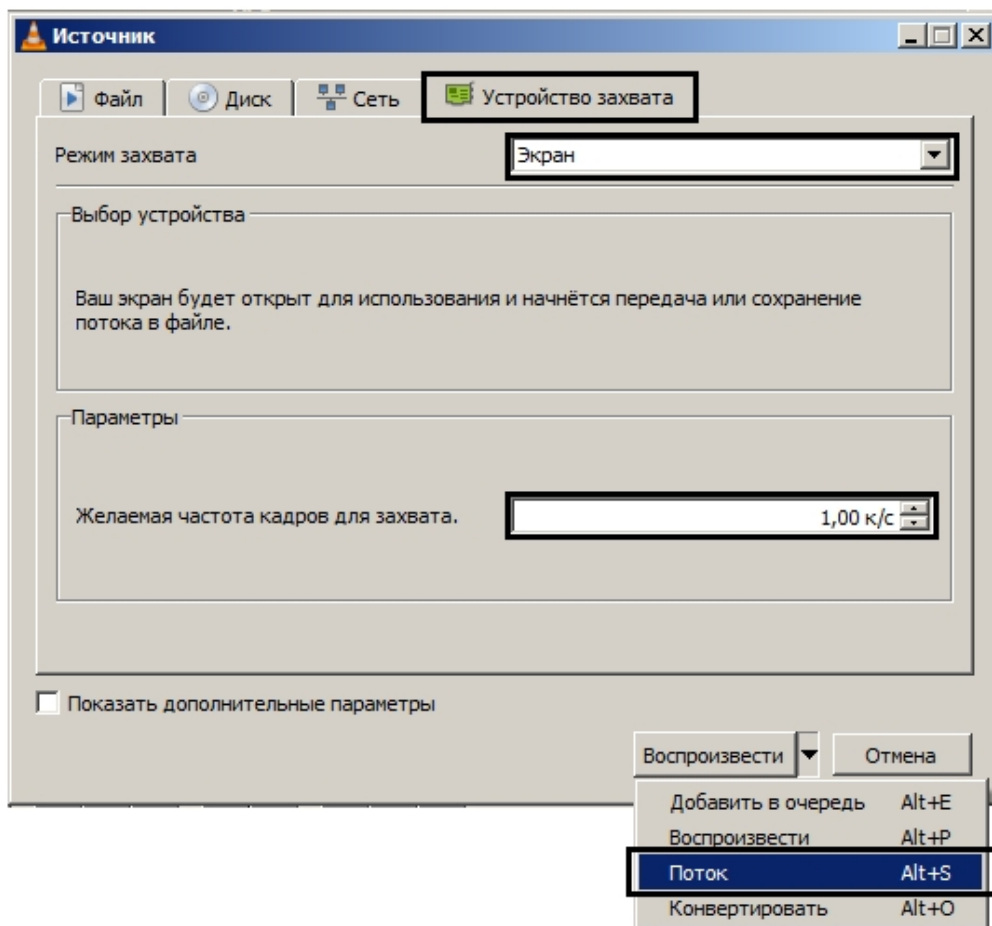 Источник
Файл Диск Сеть Устройство захвата
Режим захвата Экран
Выбор устройства
Ваш экран будет открыт для использования и начнётся передача или сохранение
потока в файле.
Параметры
Желаемая частота кадров для захвата. 1,00 к/с
Показать дополнительные параметры
Воспроизвести Отмена
Добавить в очередь Alt+E
Воспроизвести Alt+P
Поток Alt+S
Конвертировать Alt+O